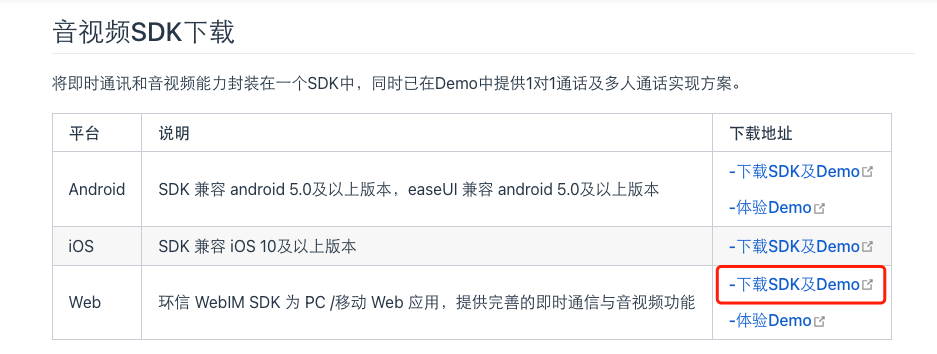 音视频SDK下载
将即时通讯和音视频能力封装在一个SDK中，同时已在Demo中提供1对1通话及多人通话实现方案。
平台 说明 下载地址
Android SDK 兼容 android 5.0及以上版本，easeUI 兼容 android 5.0及以上版本 -下载SDK及Demo
-体验Demo
iOS SDK 兼容 iOS 10及以上版本 -下载SDK及Demo
Web 环信 WebIM SDK 为 PC /移动 Web 应用，提供完善的即时通信与音视频功能 -下载SDK及Demo
-体验Demo